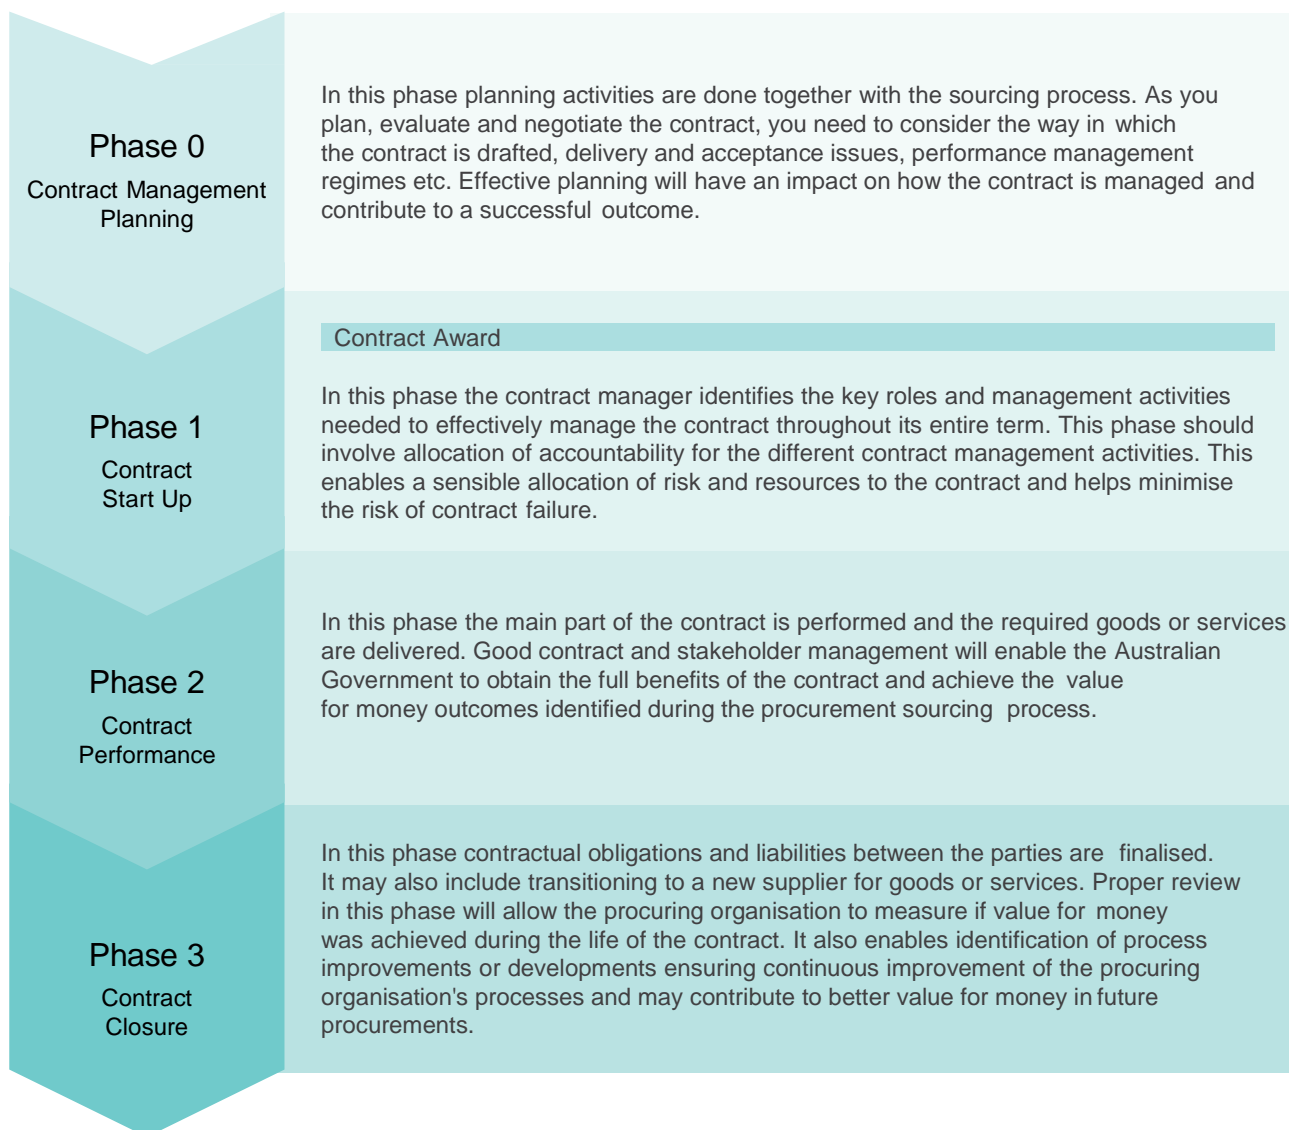 Phase 0
Contract Management
Planning
In this phase planning activities are done together with the sourcing process. As you
plan, evaluate and negotiate the contract, you need to consider the way in which
the contract is drafted, delivery and acceptance issues, performance management
regimes etc. Effective planning will have an impact on how the contract is managed and
contribute to a successful outcome.
Contract Award
Phase 1
Contract
Start Up
In this phase the contract manager identifies the key roles and management activities
needed to effectively manage the contract throughout its entire term. This phase should
involve allocation of accountability for the different contract management activities. This
enables a sensible allocation of risk and resources to the contract and helps minimise
the risk of contract failure.
Phase 2
Contract
Performance
In this phase the main part of the contract is performed and the required goods or services
are delivered. Good contract and stakeholder management will enable the Australian
Government to obtain the full benefits of the contract and achieve the value
for money outcomes identified during the procurement sourcing process.
Phase 3
Contract
Closure
In this phase contractual obligations and liabilities between the parties are finalised.
It may also include transitioning to a new supplier for goods or services. Proper review
in this phase will allow the procuring organisation to measure if value for money
was achieved during the life of the contract. It also enables identification of process
improvements or developments ensuring continuous improvement of the procuring
organisation's processes and may contribute to better value for money in future
procurements.